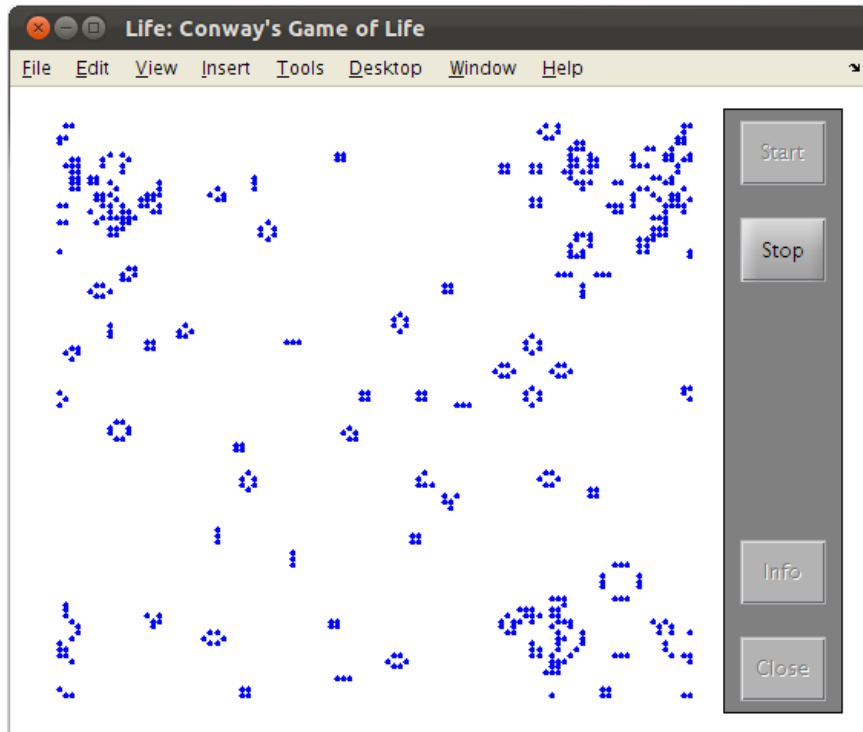 Life: Conway's Game of Life
File Edit View Insert Tools Desktop Window Help
Start
Stop
Info
Close